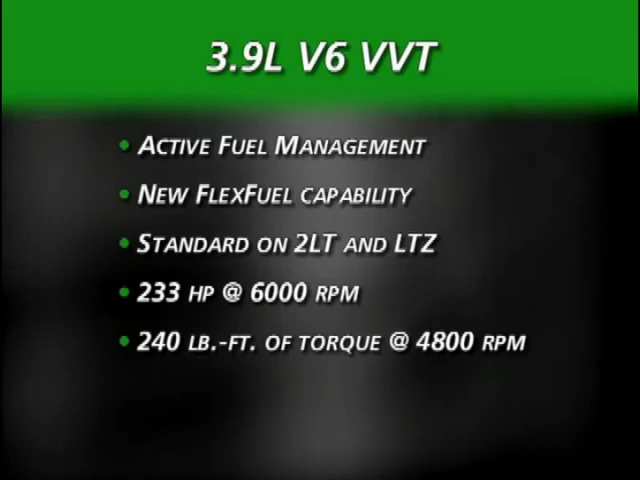 3.9L V6 VVT
• Active Fuel Management
• New FlexFuel capability
• Standard on 2LT and LTZ
• 233 hp @ 6000 rpm
• 240 lb.-ft. of torque @ 4800 rpm